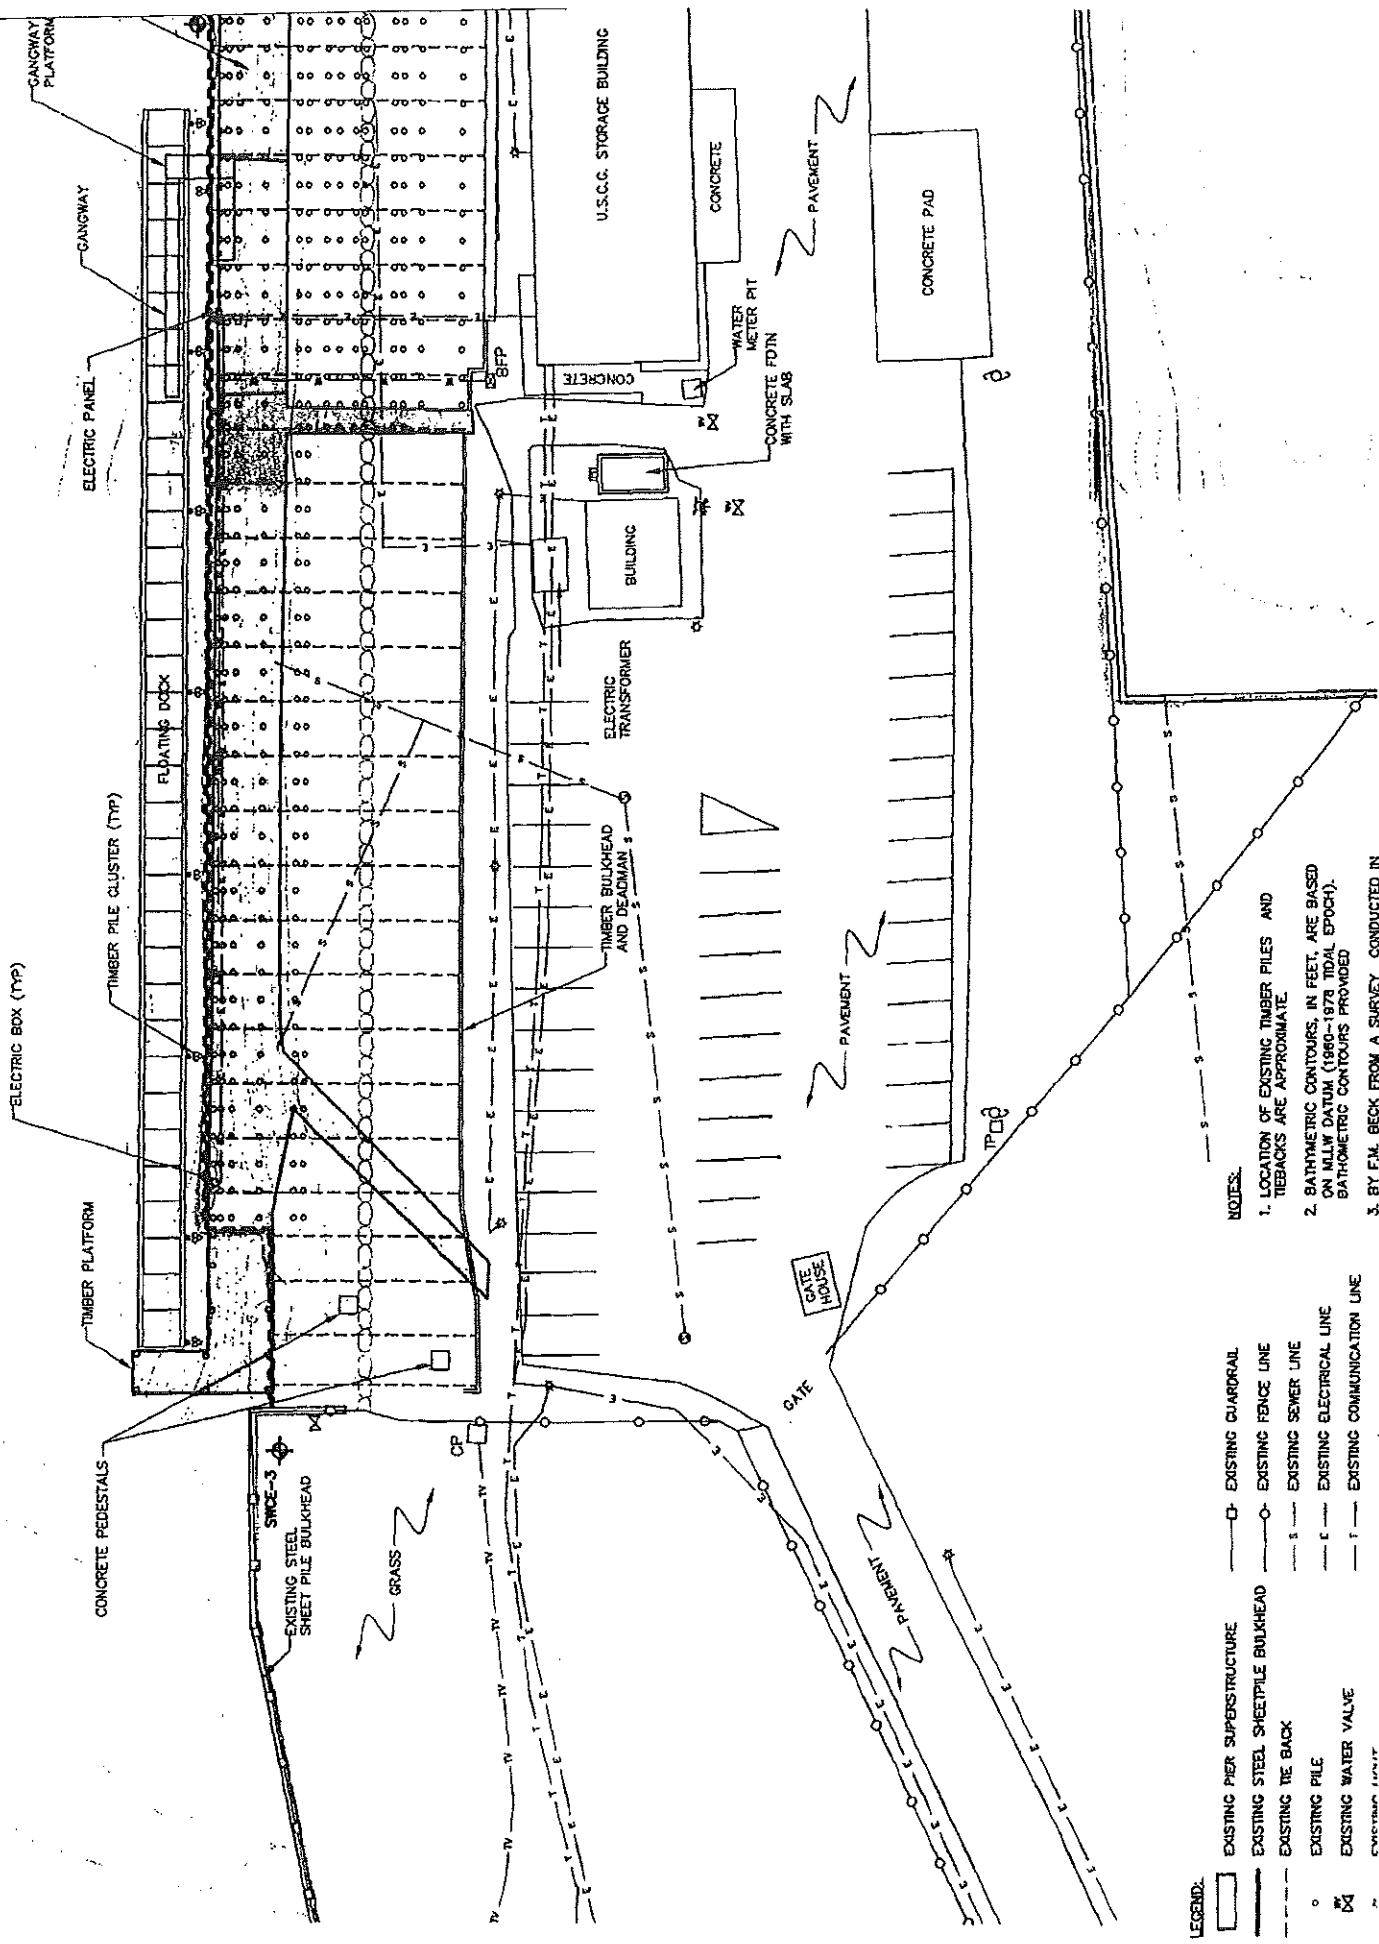 GANGWAY
PLATFORM
GANGWAY
ELECTRIC PANEL
TIMBER PILE CLUSTER (TYP)
ELECTRIC BOX (TYP)
TIMBER PLATFORM
CONCRETE PEDESTALS
FLOATING DOCK
U.S.C.G. STORAGE BUILDING
CONCRETE
CONCRETE
BFP
WATER
METER PIT
CONCRETE FDTN
WITH SLAB
BUILDING
ELECTRIC
TRANSFORMER
TIMBER BULKHEAD
AND DEADMAN
PAVEMENT
CONCRETE PAD
PAVEMENT
TP
GATE
HOUSE
GATE
CP
SWCE-3
EXISTING STEEL
SHEET PILE BULKHEAD
GRASS
PAVEMENT
NOTES:
1. LOCATION OF EXISTING TIMBER PILES AND
TIEBACKS ARE APPROXIMATE.
2. BATHYMETRIC CONTOURS, IN FEET, ARE BASED
ON MLLW DATUM (1960-1978 TIDAL EPOCH).
BATHOMETRIC CONTOURS PROVIDED
3. BY F.M. BECK FROM A SURVEY CONDUCTED IN
LEGEND:
EXISTING PIER SUPERSTRUCTURE
EXISTING STEEL SHEETPILE BULKHEAD
EXISTING TIE BACK
EXISTING PILE
WV EXISTING WATER VALVE
EXISTING GUARDRAIL
EXISTING FENCE LINE
S EXISTING SEWER LINE
E EXISTING ELECTRICAL LINE
T EXISTING COMMUNICATION LINE